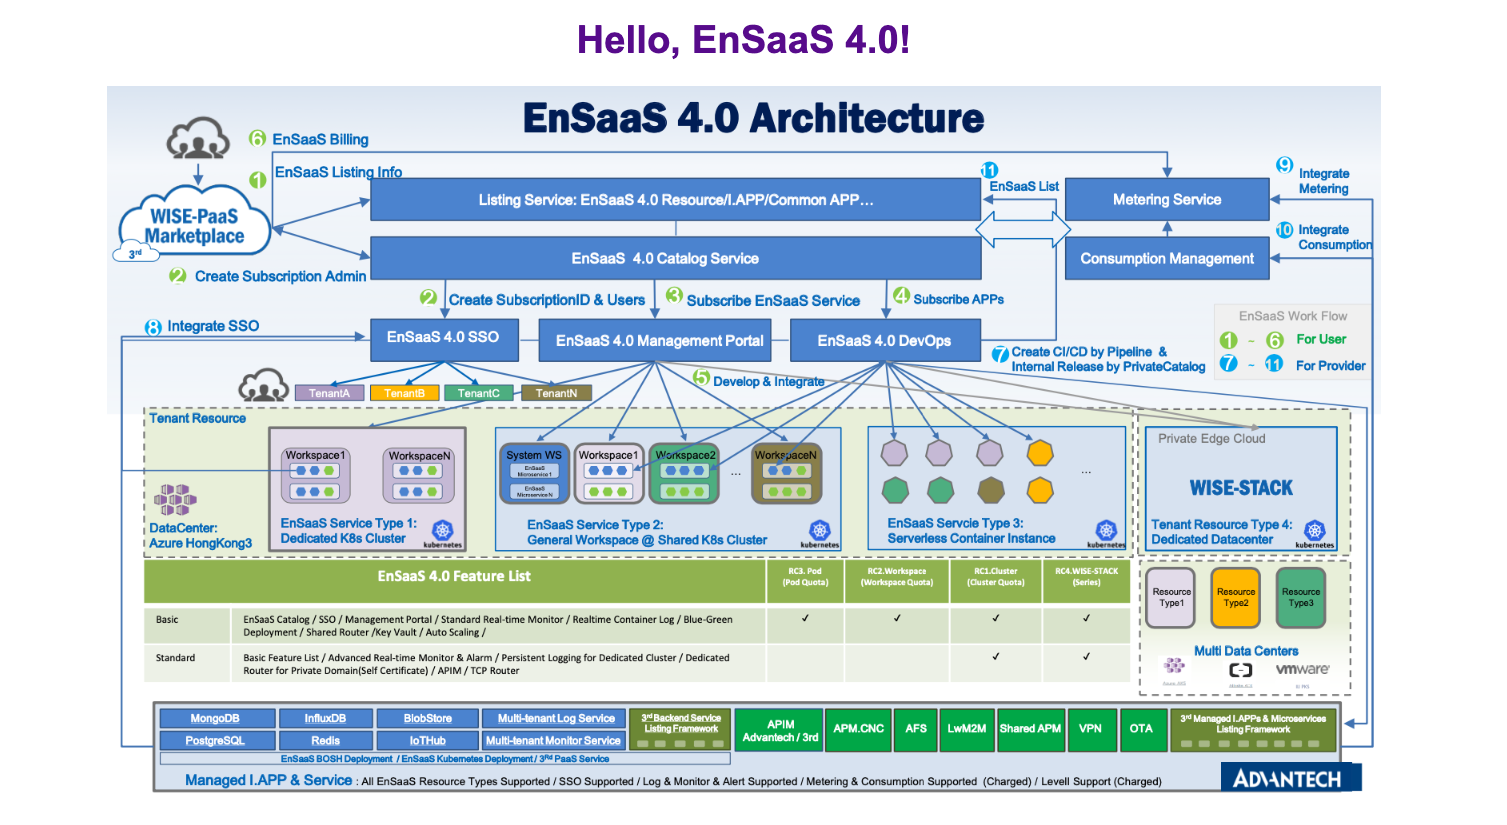 Hello, EnSaaS 4.0!
EnSaaS 4.0 Architecture
6 EnSaaS Billing
1 EnSaaS Listing Info
WISE-PaaS
Marketplace
3rd
2 Create Subscription Admin
Listing Service: EnSaaS 4.0 Resource/I.APP/Common APP...
EnSaaS 4.0 Catalog Service
11
EnSaaS List
Metering Service
Consumption Management
9 Integrate
Metering
10 Integrate
Consumption
2 Create SubscriptionID & Users
3 Subscribe EnSaaS Service
4 Subscribe APPs
8 Integrate SSO
EnSaaS 4.0 SSO
EnSaaS 4.0 Management Portal
EnSaaS 4.0 DevOps
7 Create CI/CD by Pipeline &
Internal Release by PrivateCatalog
EnSaaS Work Flow
1 ~ 6 For User
7 ~ 11 For Provider
5 Develop & Integrate
TenantA
TenantB
TenantC
TenantN
Tenant Resource
DataCenter:
Azure HongKong3
Workspace1
WorkspaceN
EnSaaS Service Type 1:
Dedicated K8s Cluster
kubernetes
System WS
EnSaaS
Microservice1
EnSaaS
MicroserviceN
Workspace1
Workspace2
...
WorkspaceN
EnSaaS Service Type 2:
General Workspace @ Shared K8s Cluster
kubernetes
...
EnSaaS Servcie Type 3:
Serverless Container Instance
kubernetes
Private Edge Cloud
WISE-STACK
Tenant Resource Type 4:
Dedicated Datacenter
kubernetes
EnSaaS 4.0 Feature List
RC3. Pod
(Pod Quota)
RC2.Workspace
(Workspace Quota)
RC1.Cluster
(Cluster Quota)
RC4.WISE-STACK
(Series)
Basic
EnSaaS Catalog / SSO / Management Portal / Standard Real-time Monitor / Realtime Container Log / Blue-Green
Deployment / Shared Router /Key Vault / Auto Scaling /
✓ ✓ ✓ ✓
Standard
Basic Feature List / Advanced Real-time Monitor & Alarm / Persistent Logging for Dedicated Cluster / Dedicated
Router for Private Domain(Self Certificate) / APIM / TCP Router
✓ ✓
Resource
Type1
Resource
Type2
Resource
Type3
Multi Data Centers
vmware
MongoDB
InfluxDB
BlobStore
Multi-tenant Log Service
PostgreSQL
Redis
IoTHub
Multi-tenant Monitor Service
3rd Backend Service
Listing Framework
APIM
Advantech / 3rd
APM.CNC
AFS
LwM2M
Shared APM
VPN
OTA
3rd Managed I.APPs & Microservices
Listing Framework
EnSaaS BOSH Deployment / EnSaaS Kubernetes Deployment / 3Rd PaaS Service
Managed I.APP & Service : All EnSaaS Resource Types Supported / SSO Supported / Log & Monitor & Alert Supported / Metering & Consumption Supported (Charged) / LevelI Support (Charged)
ADVANTECH